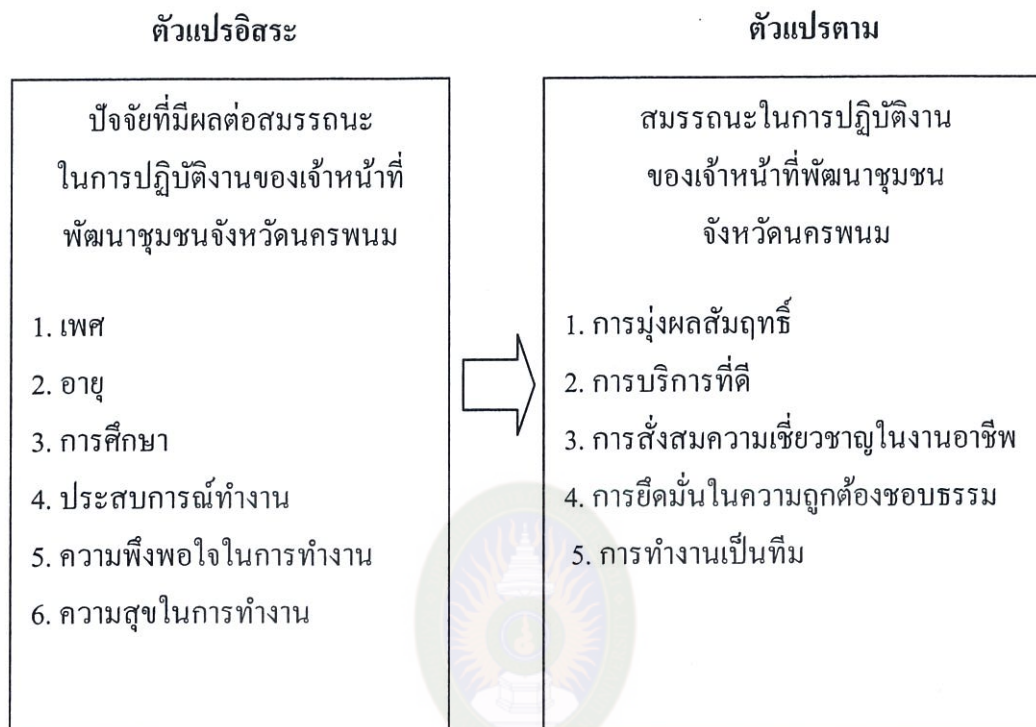 ตัวแปรอิสระ
ปัจจัยที่มีผลต่อสมรรถนะ
ในการปฏิบัติงานของเจ้าหน้าที่
พัฒนาชุมชนจังหวัดนครพนม
1. เพศ
2. อายุ
3. การศึกษา
4. ประสบการณ์ทำงาน
5. ความพึงพอใจในการทำงาน
6. ความสุขในการทำงาน
ตัวแปรตาม
สมรรถนะในการปฏิบัติงาน
ของเจ้าหน้าที่พัฒนาชุมชน
จังหวัดนครพนม
1. การมุ่งผลสัมฤทธิ์
2. การบริการที่ดี
3. การสั่งสมความเชี่ยวชาญในงานอาชีพ
4. การยึดมั่นในความถูกต้องชอบธรรม
5. การทำงานเป็นทีม